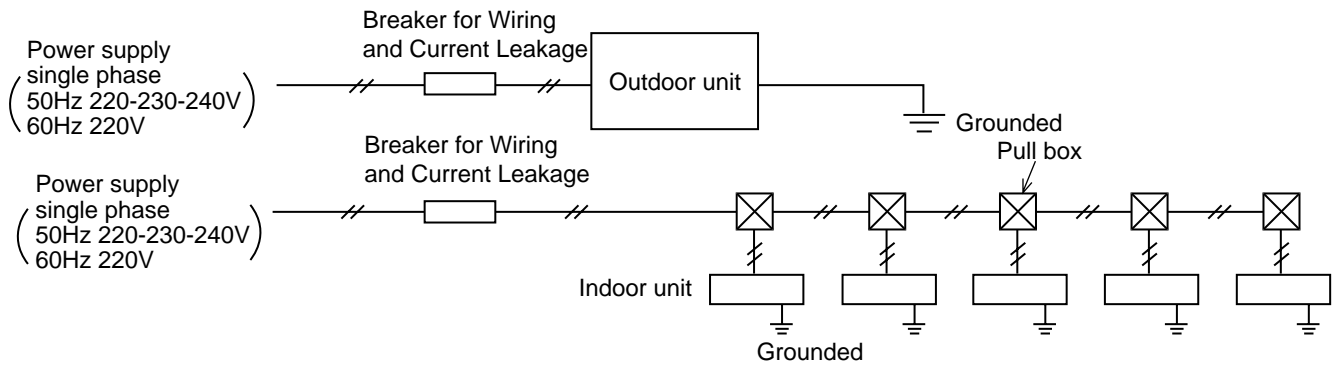 Breaker for Wiring
and Current Leakage
Power supply
single phase
50Hz 220-230-240V
60Hz 220V
Outdoor unit
Grounded
Pull box
Breaker for Wiring
and Current Leakage
Power supply
single phase
50Hz 220-230-240V
60Hz 220V
Indoor unit
Grounded